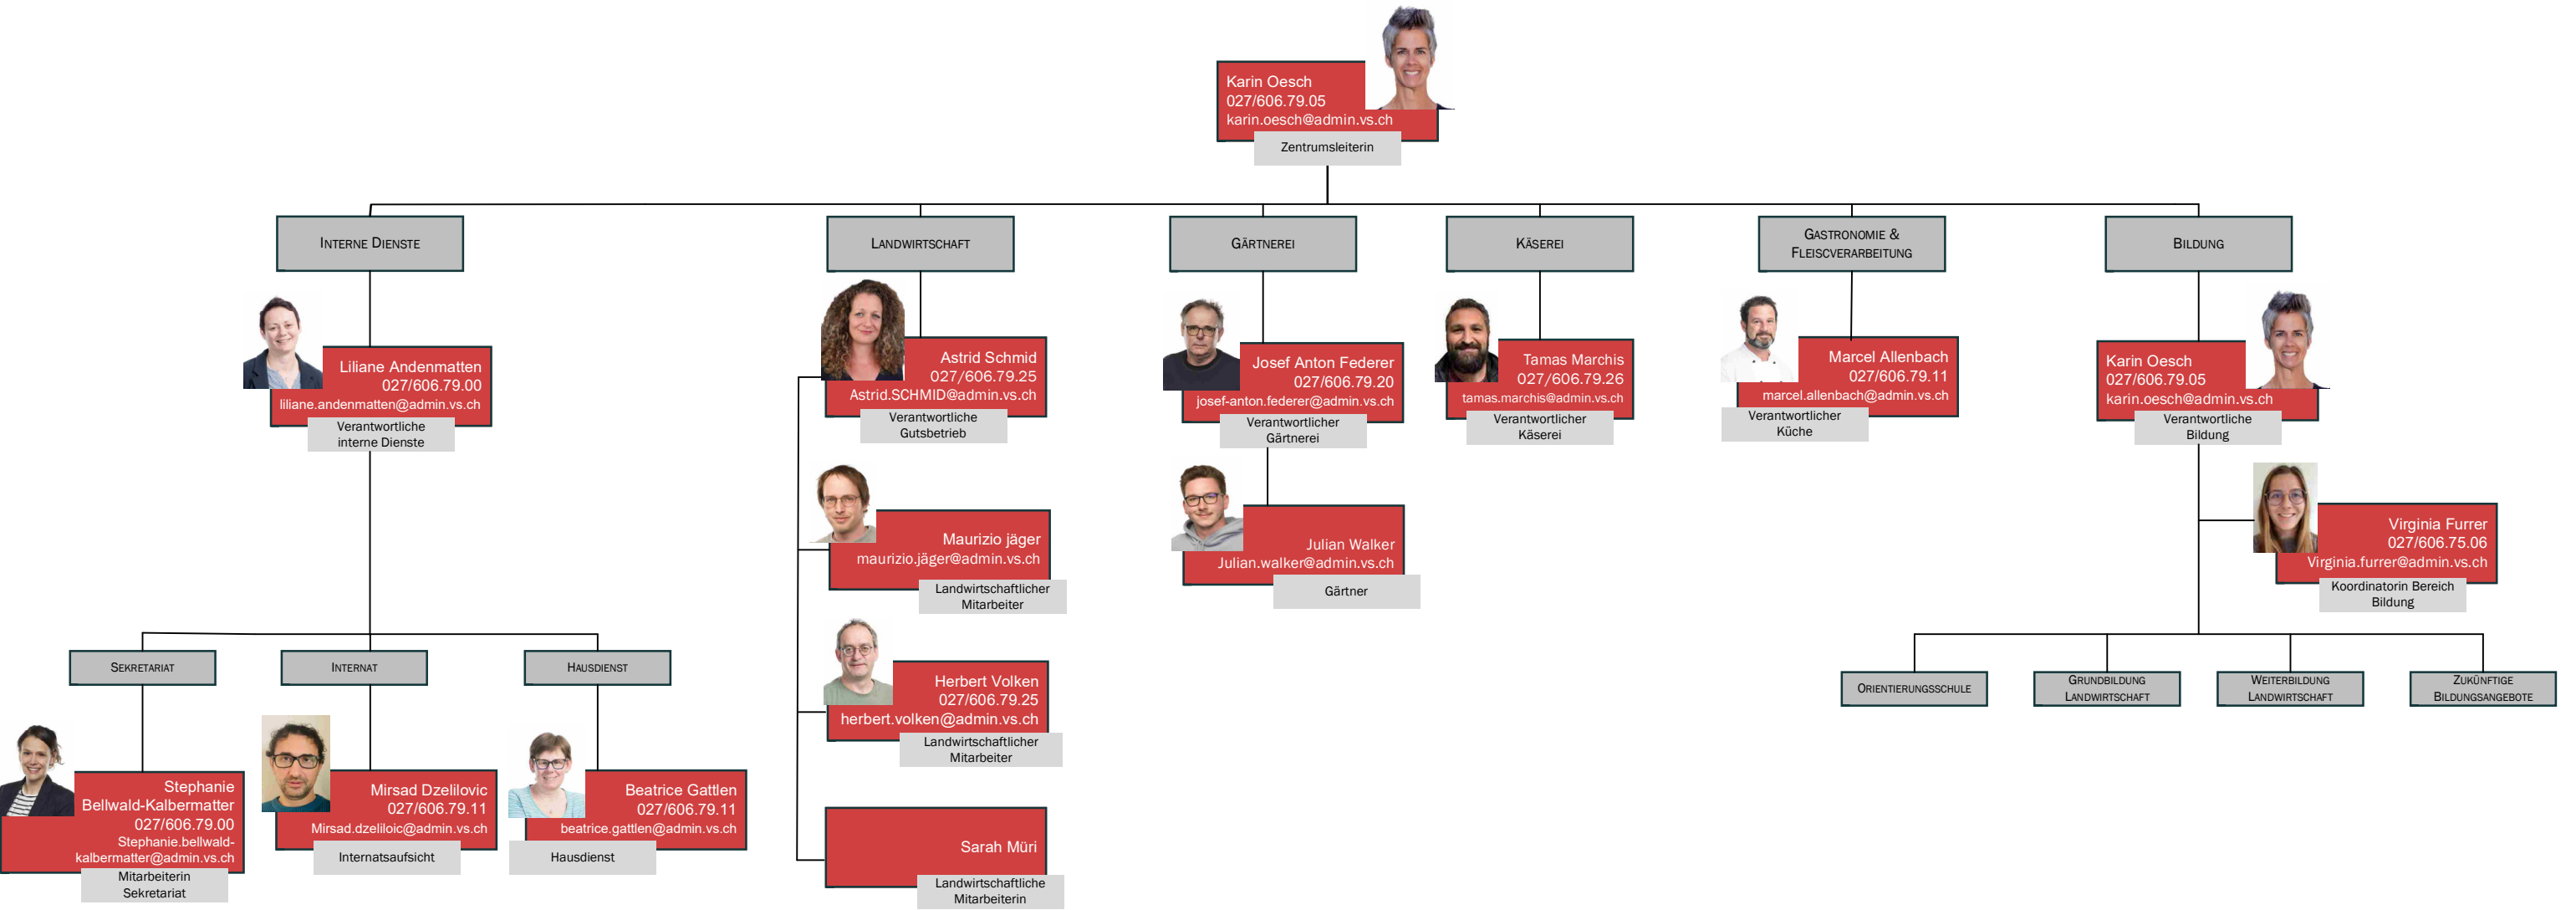 Karin Oesch
027/606.79.05
karin.oesch@admin.vs.ch
Zentrumsleiterin
INTERNE DIENSTE
LANDWIRTSCHAFT
GÄRTNEREI
KÄSEREI
GASTRONOMIE &
FLEISCVERARBEITUNG
BILDUNG
Liliane Andenmatten
027/606.79.00
liliane.andenmatten@admin.vs.ch
Verantwortliche
interne Dienste
Astrid Schmid
027/606.79.25
Astrid.SCHMID@admin.vs.ch
Verantwortliche
Gutsbetrieb
Josef Anton Federer
027/606.79.20
josef-anton.federer@admin.vs.ch
Verantwortlicher
Gärtnerei
Tamas Marchis
027/606.79.26
tamas.marchis@admin.vs.ch
Verantwortlicher
Käserei
Marcel Allenbach
027/606.79.11
marcel.allenbach@admin.vs.ch
Verantwortlicher
Küche
Karin Oesch
027/606.79.05
karin.oesch@admin.vs.ch
Verantwortliche
Bildung
Maurizio jäger
maurizio.jäger@admin.vs.ch
Landwirtschaftlicher
Mitarbeiter
Julian Walker
Julian.walker@admin.vs.ch
Gärtner
Virginia Furrer
027/606.75.06
Virginia.furrer@admin.vs.ch
Koordinatorin Bereich
Bildung
Herbert Volken
027/606.79.25
herbert.volken@admin.vs.ch
Landwirtschaftlicher
Mitarbeiter
SEKRETARIAT
INTERNAT
HAUSDIENST
ORIENTIERUNGSSCHULE
GRUNDBILDUNG
LANDWIRTSCHAFT
WEITERBILDUNG
LANDWIRTSCHAFT
ZUKÜNFTIGE
BILDUNGSANGEBOTE
Stephanie
Bellwald-Kalbermatter
027/606.79.00
Stephanie.bellwald-
kalbermatter@admin.vs.ch
Mitarbeiterin
Sekretariat
Mirsad Dzelilovic
027/606.79.11
Mirsad.dzeliloic@admin.vs.ch
Internatsaufsicht
Beatrice Gattlen
027/606.79.11
beatrice.gattlen@admin.vs.ch
Hausdienst
Sarah Müri
Landwirtschaftliche
Mitarbeiterin